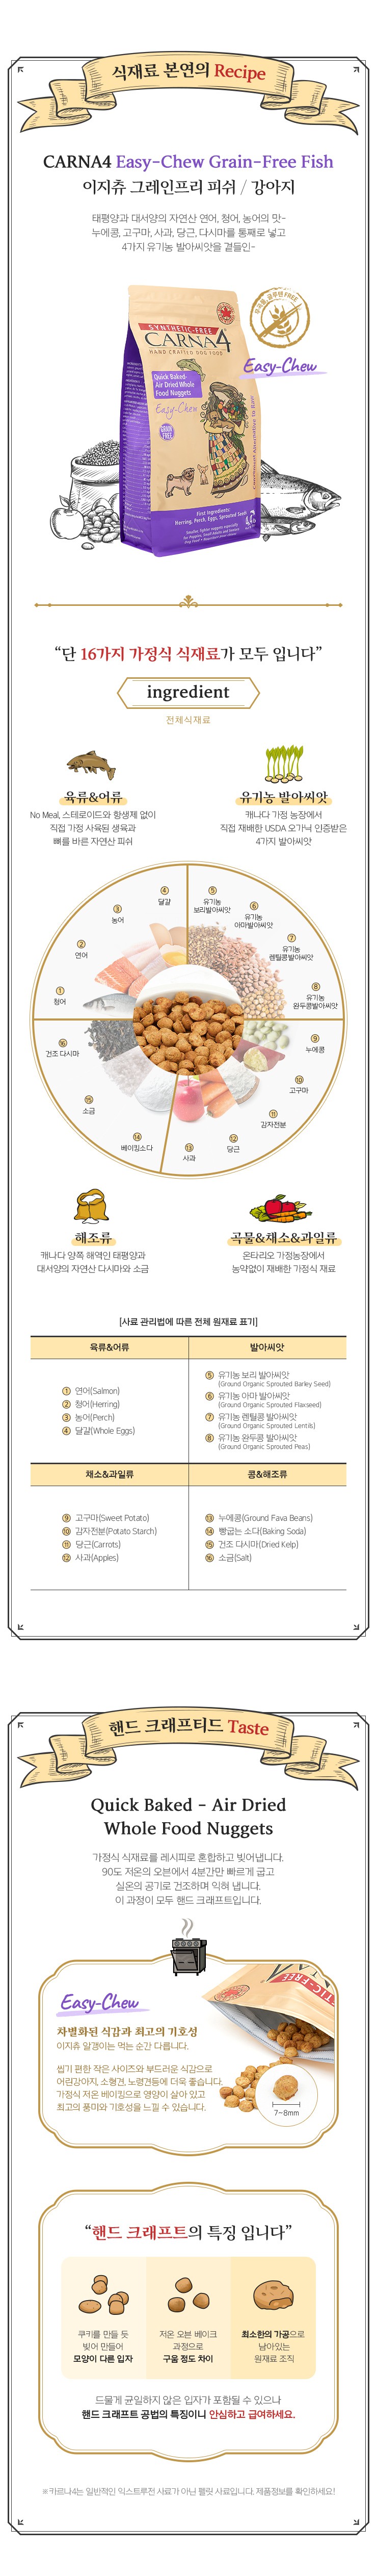 식재료 본연의 Recipe
CARNA4 Easy-Chew Grain-Free Fish
이지츄 그레인프리 피쉬 / 강아지
태평양과 대서양의 자연산 연어, 청어, 농어의 맛~
누에콩, 고구마, 사과, 당근, 다시마를 통째로 넣고
4가지 유기농 발아씨앗을 곁들인~
무곡물, 글루텐 FREE
Easy-Chew
SYNTHETIC-FREE
CARNA4
HAND CRAFTED DOG FOOD
Quick Baked-
Air Dried Whole
Food Nuggets
Easy-Chew
GRAIN
FREE
First Ingredients:
Herring, Perch, Eggs, Sprouted Seeds
“단 16가지 가정식 식재료가 모두 입니다”
ingredient
전체식재료
육류&어류
No Meal, 스테로이드와 항생제 없이
직접 가정 사육된 생육과
뼈를 바른 자연산 피쉬
유기농 발아씨앗
캐나다 가정 농장에서
직접 재배한 USDA 오가닉 인증받은
4가지 발아씨앗
④
달걀
⑤
유기농
보리발아씨앗
③
농어
⑥
유기농
아마발아씨앗
②
연어
⑦
유기농
렌틸콩발아씨앗
①
청어
⑧
유기농
완두콩발아씨앗
⑯
건조 다시마
⑨
누에콩
⑩
고구마
⑮
소금
⑪
감자전분
⑭
베이킹소다
⑬
사과
⑫
당근
해조류
캐나다 양쪽 해역인 태평양과
대서양의 자연산 다시마와 소금
곡물&채소&과일류
온타리오 가정농장에서
농약없이 재배한 가정식 재료
[사료 관리법에 따른 전체 원재료 표기]
육류&어류
발아씨앗
① 연어(Salmon)
② 청어(Herring)
③ 농어(Perch)
④ 달걀(Whole Eggs)
⑤ 유기농 보리 발아씨앗
(Ground Organic Sprouted Barley Seed)
⑥ 유기농 아마 발아씨앗
(Ground Organic Sprouted Flaxseed)
⑦ 유기농 렌틸콩 발아씨앗
(Ground Organic Sprouted Lentils)
⑧ 유기농 완두콩 발아씨앗
(Ground Organic Sprouted Peas)
채소&과일류
콩&해조류
⑨ 고구마(Sweet Potato)
⑩ 감자전분(Potato Starch)
⑪ 당근(Carrots)
⑫ 사과(Apples)
⑬ 누에콩(Ground Fava Beans)
⑭ 빵굽는 소다(Baking Soda)
⑮ 건조 다시마(Dried Kelp)
⑯ 소금(Salt)
핸드 크래프티드 Taste
Quick Baked - Air Dried
Whole Food Nuggets
가정식 식재료를 레시피로 혼합하고 빚어냅니다.
90도 저온의 오븐에서 4분간만 빠르게 굽고
실온의 공기로 건조하며 익혀 냅니다.
이 과정이 모두 핸드 크래프트입니다.
Easy-Chew
차별화된 식감과 최고의 기호성
이지츄 알갱이는 먹는 순간 다릅니다.
씹기 편한 작은 사이즈와 부드러운 식감으로
어린강아지, 소형견, 노령견등에 더욱 좋습니다.
가정식 저온 베이킹으로 영양이 살아 있고
최고의 풍미와 기호성을 느낄 수 있습니다.
7~8mm
“핸드 크래프트의 특징 입니다”
쿠키를 만들 듯
빚어 만들어
모양이 다른 입자
저온 오븐 베이크
과정으로
구움 정도 차이
최소한의 가공으로
남아있는
원재료 조직
드물게 균일하지 않은 입자가 포함될 수 있으나
핸드 크래프트 공법의 특징이니 안심하고 급여하세요.
※ 카르나4는 일반적인 익스트루전 사료가 아닌 펠릿 사료입니다. 제품정보를 확인하세요!